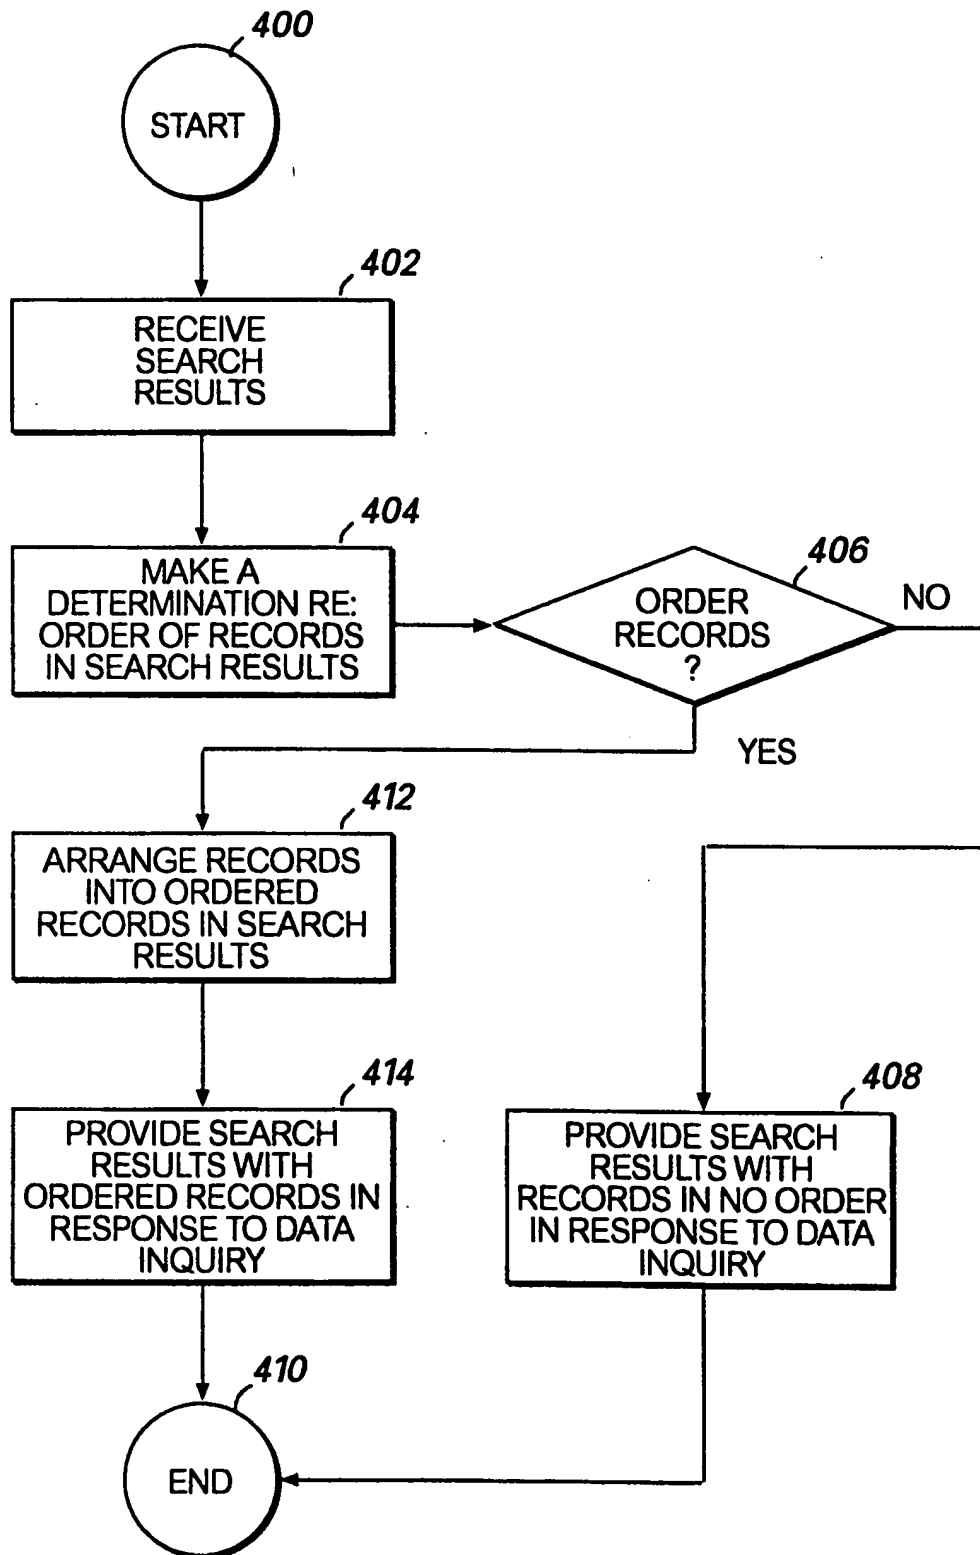 400
START
402
RECEIVE
SEARCH
RESULTS
404
MAKE A
DETERMINATION RE:
ORDER OF RECORDS
IN SEARCH RESULTS
406
ORDER
RECORDS
?
NO
YES
412
ARRANGE RECORDS
INTO ORDERED
RECORDS IN SEARCH
RESULTS
414
PROVIDE SEARCH
RESULTS WITH
ORDERED RECORDS IN
RESPONSE TO DATA
INQUIRY
408
PROVIDE SEARCH
RESULTS WITH
RECORDS IN NO ORDER
IN RESPONSE TO DATA
INQUIRY
410
END